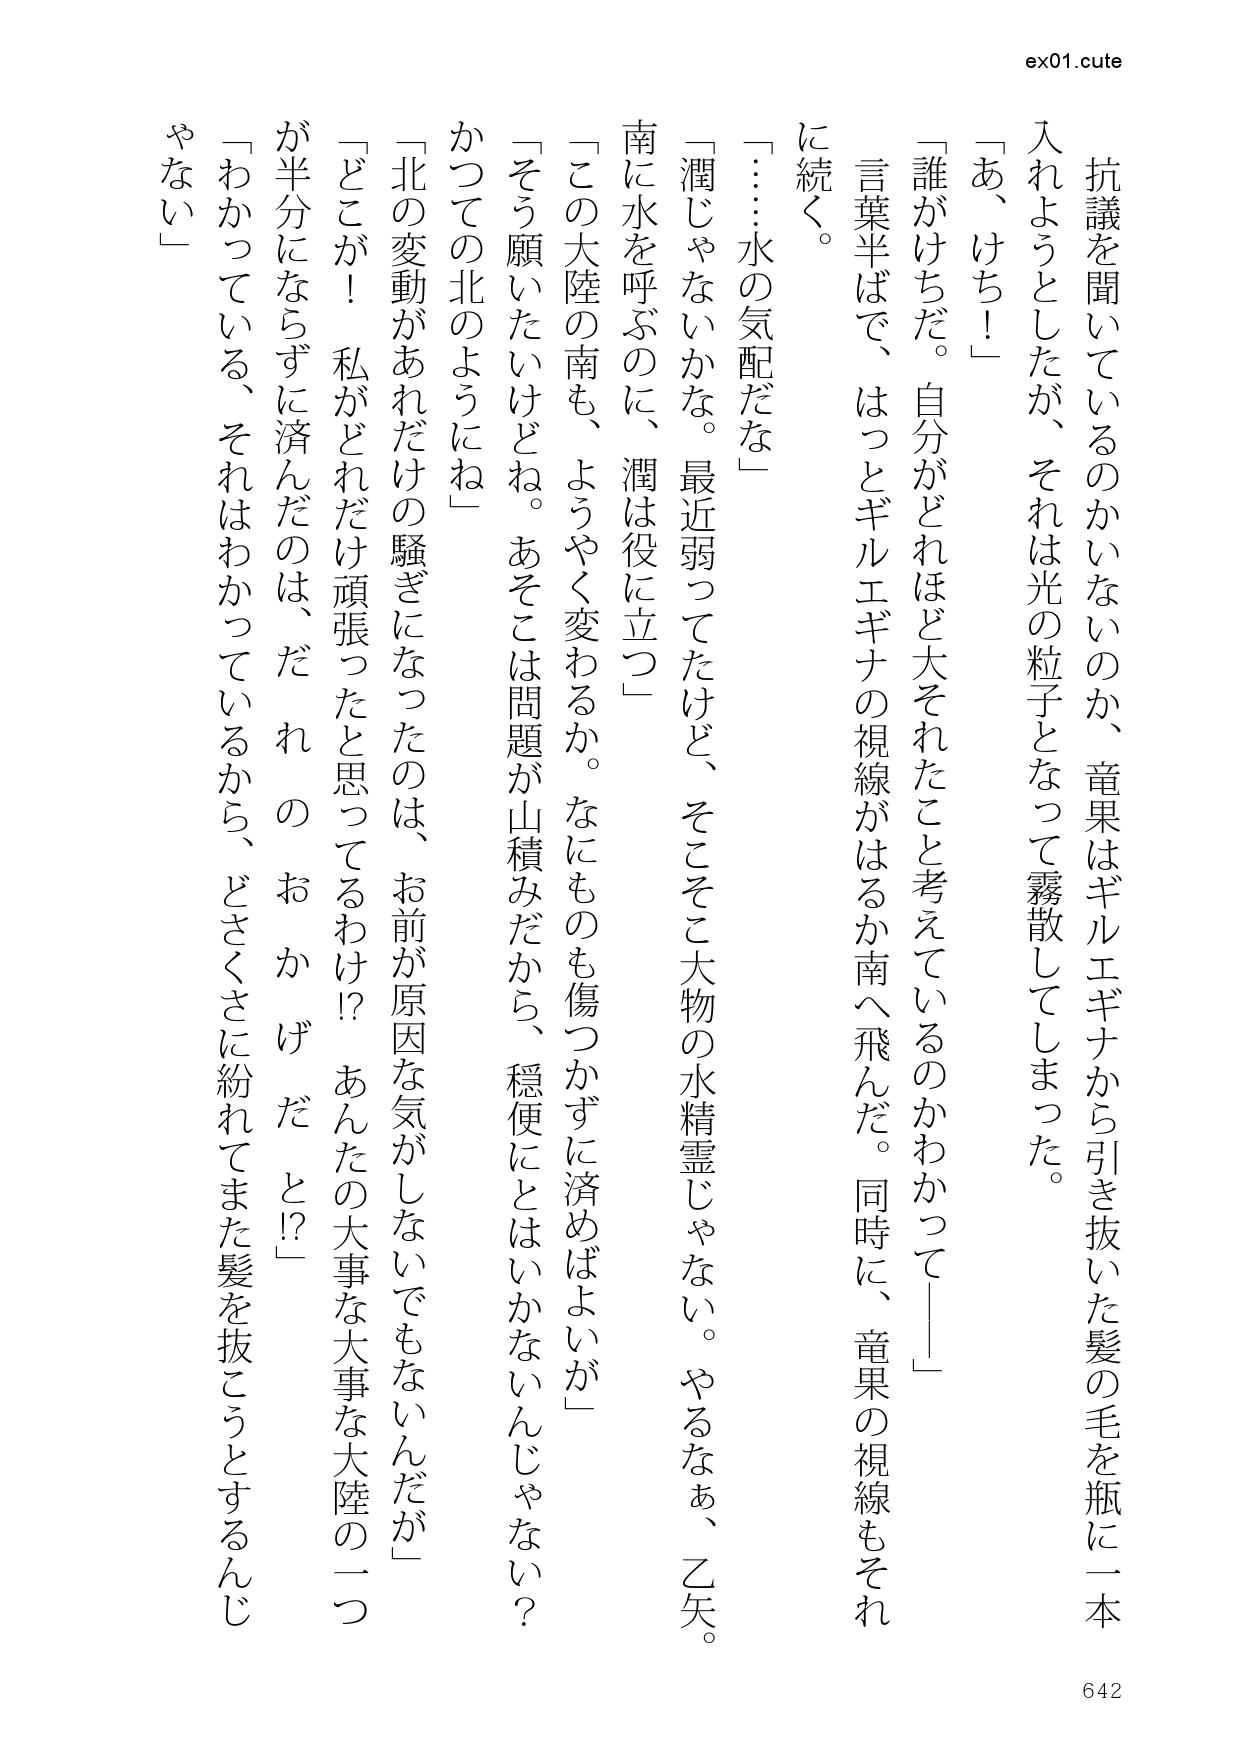 ex01.cute
　抗議を聞いているのかいないのか、竜果はギルエギナから引き抜いた髪の毛を瓶に一本
入れようとしたが、それは光の粒子となって霧散してしまった。
「あ、けち！」
「誰がけちだ。自分がどれほど大それたこと考えているのかわかって――」
　言葉半ばで、はっとギルエギナの視線がはるか南へ飛んだ。同時に、竜果の視線もそれ
に続く。
「……水の気配だな」
「潤じゃないかな。最近弱ってたけど、そこそこ大物の水精霊じゃない。やるなぁ、乙矢。
南に水を呼ぶのに、潤は役に立つ」
「この大陸の南も、ようやく変わるか。なにものも傷つかずに済めばよいが」
「そう願いたいけどね。あそこは問題が山積みだから、穏便にとはいかないんじゃない？
かつての北のようにね」
「北の変動があれだけの騒ぎになったのは、お前が原因な気がしないでもないんだが」
「どこが！　私がどれだけ頑張ったと思ってるわけ!?　あんたの大事な大事な大陸の一つ
が半分にならずに済んだのは、だ　れ　の　お　か　げ　だ　と!?」
「わかっている、それはわかっているから、どさくさに紛れてまた髪を抜こうとするんじ
ゃない」
642